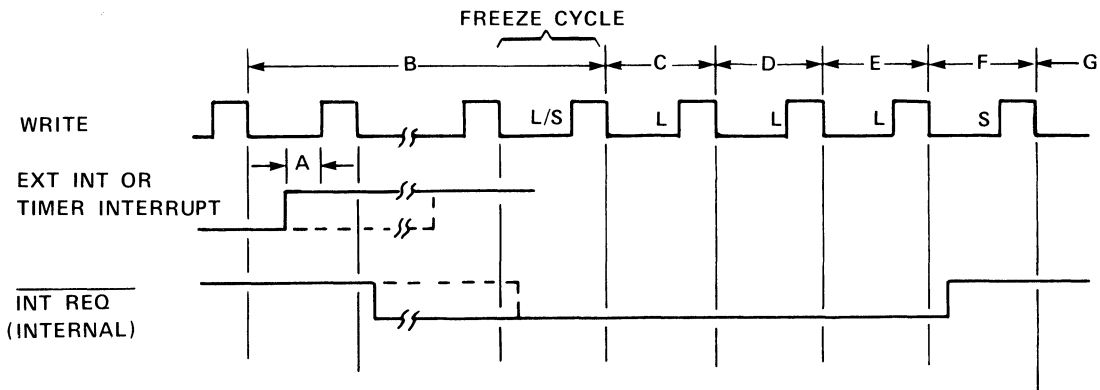 FREEZE CYCLE
B C D E F G
WRITE L/S L L L S
A
EXT INT OR
TIMER INTERRUPT
INT REQ
(INTERNAL)